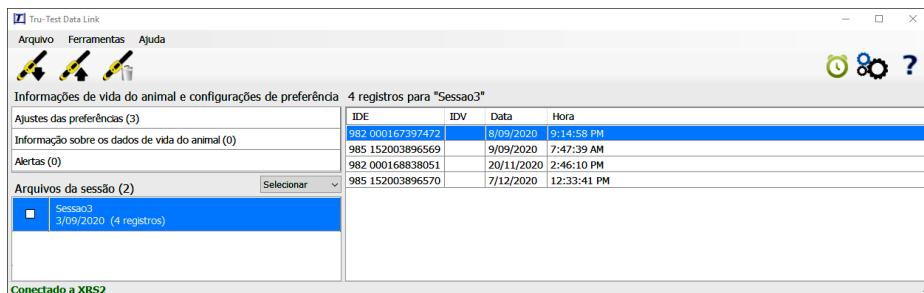 Tru-Test Data Link
Arquivo Ferramentas Ajuda
Informações de vida do animal e configurações de preferência
Ajustes das preferências (3)
Informação sobre os dados de vida do animal (0)
Alertas (0)
Arquivos da sessão (2) Selecionar
Sessao3
3/09/2020 (4 registros)
4 registros para "Sessao3"
IDE IDV Data Hora
982 000167397472 8/09/2020 9:14:58 PM
985 152003896569 9/09/2020 7:47:39 AM
982 000168838051 20/11/2020 2:46:10 PM
985 152003896570 7/12/2020 12:33:41 PM
Conectado a XRS2